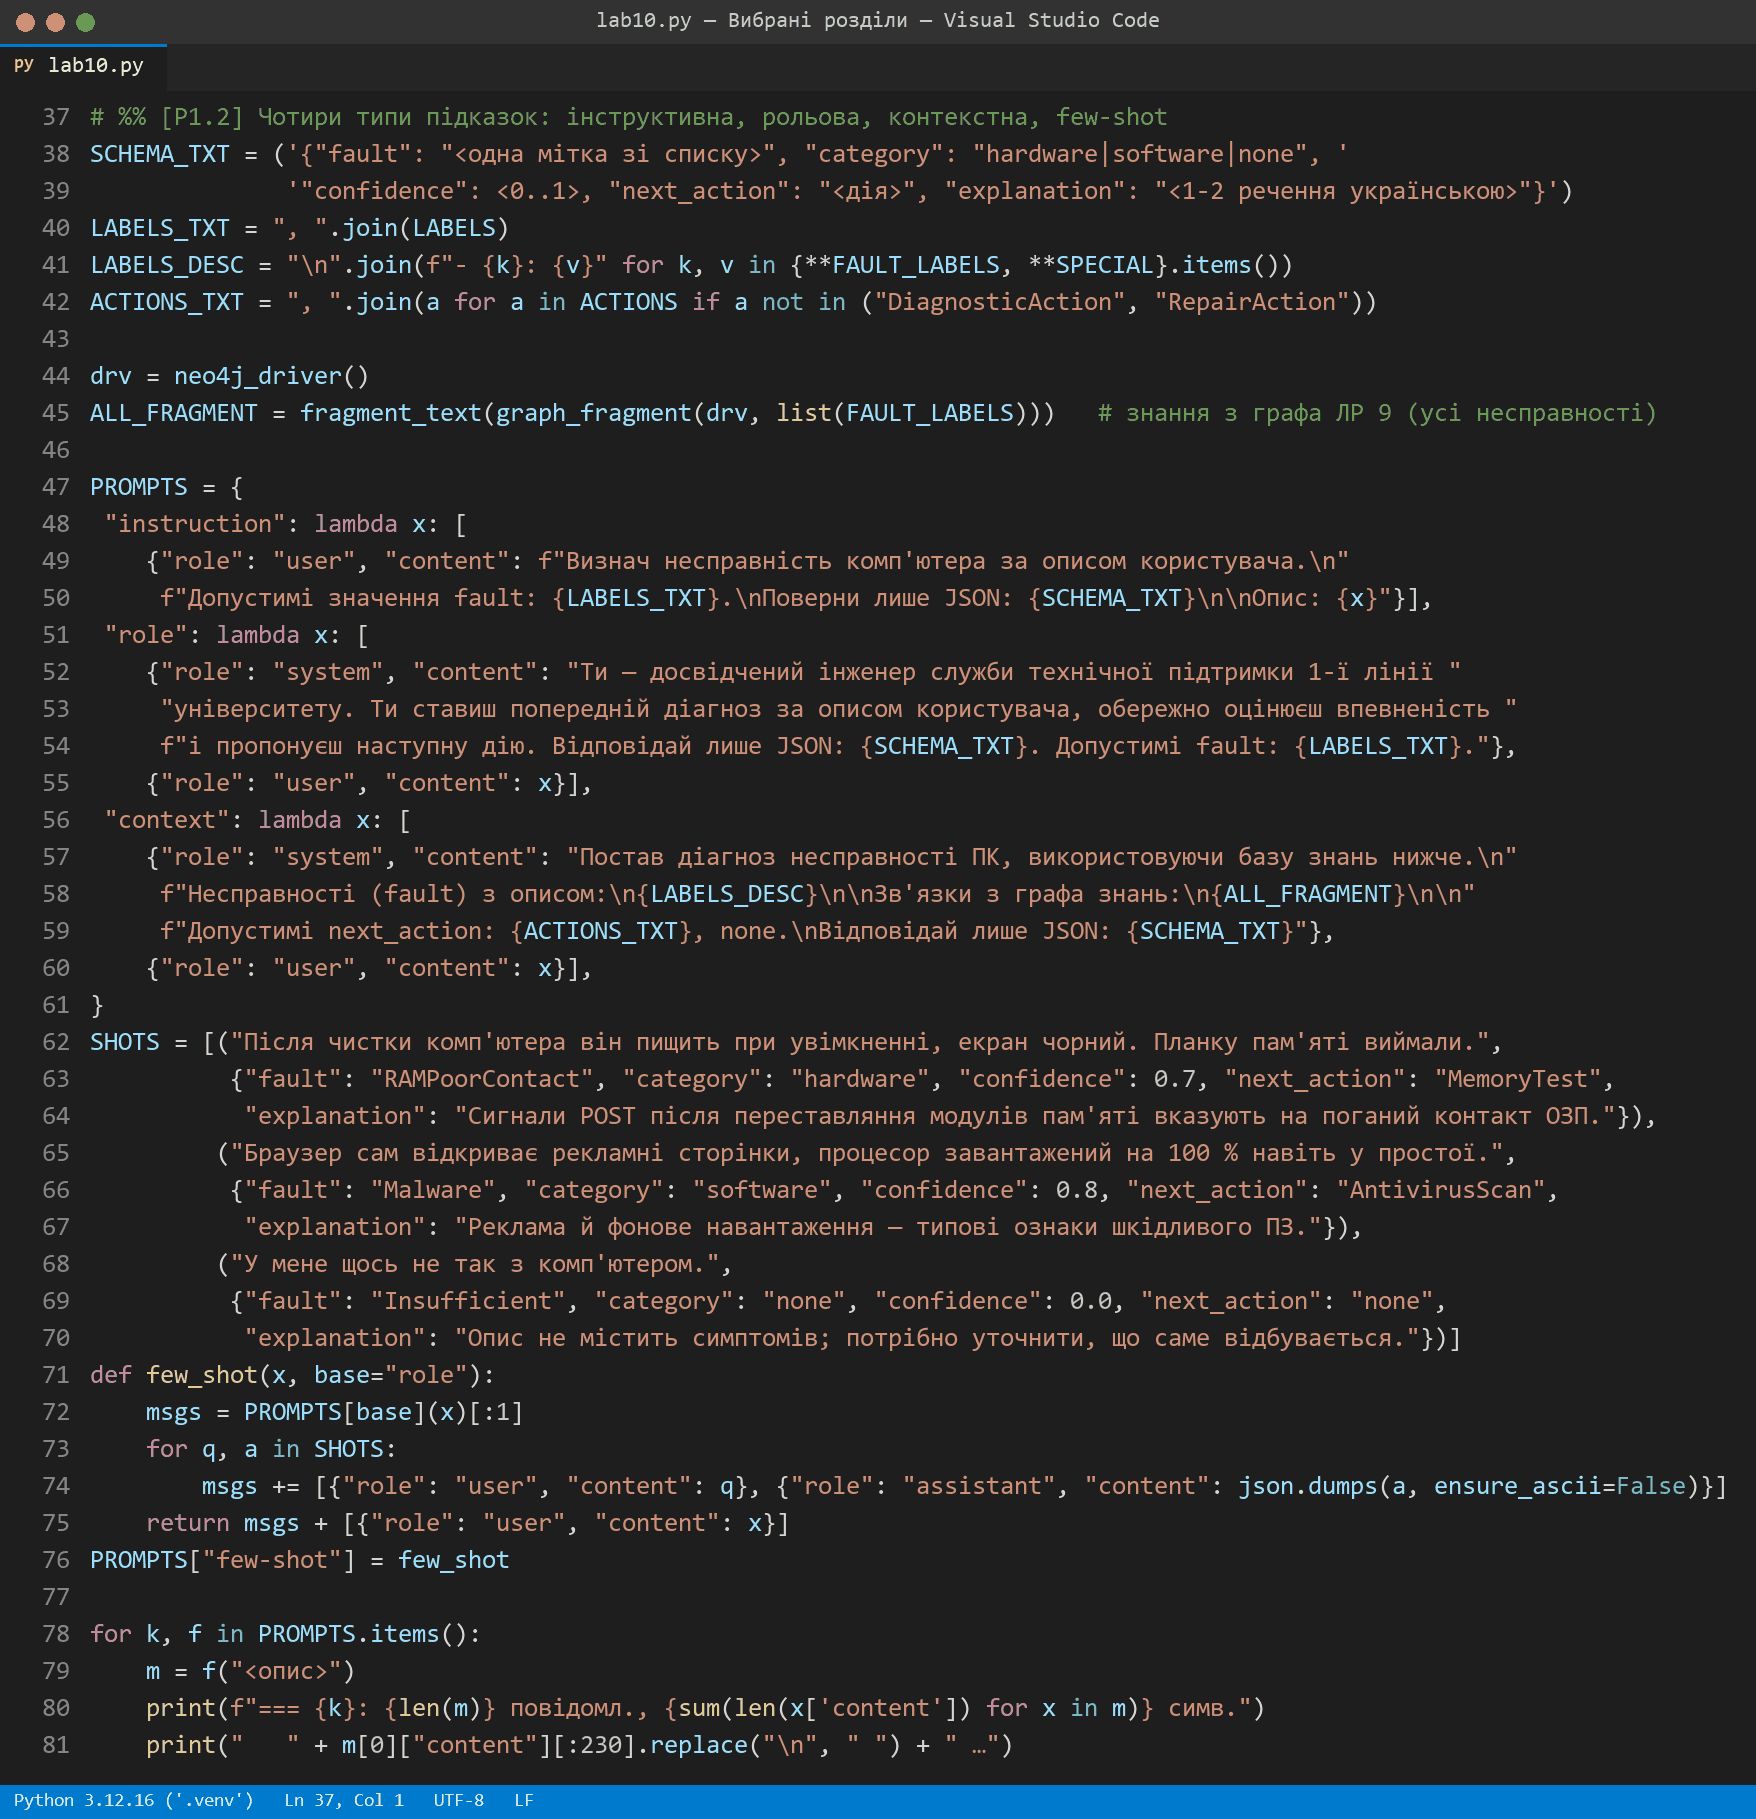 lab10.py — Вибрані розділи — Visual Studio Code
PY lab10.py
37 # %% [P1.2] Чотири типи підказок: інструктивна, рольова, контекстна, few-shot
38 SCHEMA_TXT = ('{"fault": "<одна мітка зі списку>", "category": "hardware|software|none", '
39               '"confidence": <0..1>, "next_action": "<дія>", "explanation": "<1-2 речення українською>"}')
40 LABELS_TXT = ", ".join(LABELS)
41 LABELS_DESC = "\n".join(f"- {k}: {v}" for k, v in {**FAULT_LABELS, **SPECIAL}.items())
42 ACTIONS_TXT = ", ".join(a for a in ACTIONS if a not in ("DiagnosticAction", "RepairAction"))
43
44 drv = neo4j_driver()
45 ALL_FRAGMENT = fragment_text(graph_fragment(drv, list(FAULT_LABELS)))   # знання з графа ЛР 9 (усі несправності)
46
47 PROMPTS = {
48  "instruction": lambda x: [
49     {"role": "user", "content": f"Визнач несправність комп'ютера за описом користувача.\n"
50      f"Допустимі значення fault: {LABELS_TXT}.\nПоверни лише JSON: {SCHEMA_TXT}\n\nОпис: {x}"}],
51  "role": lambda x: [
52     {"role": "system", "content": "Ти — досвідчений інженер служби технічної підтримки 1-ї лінії "
53      "університету. Ти ставиш попередній діагноз за описом користувача, обережно оцінюєш впевненість "
54      f"і пропонуєш наступну дію. Відповідай лише JSON: {SCHEMA_TXT}. Допустимі fault: {LABELS_TXT}."},
55     {"role": "user", "content": x}],
56  "context": lambda x: [
57     {"role": "system", "content": "Постав діагноз несправності ПК, використовуючи базу знань нижче.\n"
58      f"Несправності (fault) з описом:\n{LABELS_DESC}\n\nЗв'язки з графа знань:\n{ALL_FRAGMENT}\n\n"
59      f"Допустимі next_action: {ACTIONS_TXT}, none.\nВідповідай лише JSON: {SCHEMA_TXT}"},
60     {"role": "user", "content": x}],
61 }
62 SHOTS = [("Після чистки комп'ютера він пищить при увімкненні, екран чорний. Планку пам'яті виймали.",
63           {"fault": "RAMPoorContact", "category": "hardware", "confidence": 0.7, "next_action": "MemoryTest",
64            "explanation": "Сигнали POST після переставляння модулів пам'яті вказують на поганий контакт ОЗП."}),
65          ("Браузер сам відкриває рекламні сторінки, процесор завантажений на 100 % навіть у простої.",
66           {"fault": "Malware", "category": "software", "confidence": 0.8, "next_action": "AntivirusScan",
67            "explanation": "Реклама й фонове навантаження — типові ознаки шкідливого ПЗ."}),
68          ("У мене щось не так з комп'ютером.",
69           {"fault": "Insufficient", "category": "none", "confidence": 0.0, "next_action": "none",
70            "explanation": "Опис не містить симптомів; потрібно уточнити, що саме відбувається."})]
71 def few_shot(x, base="role"):
72     msgs = PROMPTS[base](x)[:1]
73     for q, a in SHOTS:
74         msgs += [{"role": "user", "content": q}, {"role": "assistant", "content": json.dumps(a, ensure_ascii=False)}]
75     return msgs + [{"role": "user", "content": x}]
76 PROMPTS["few-shot"] = few_shot
77
78 for k, f in PROMPTS.items():
79     m = f("<опис>")
80     print(f"=== {k}: {len(m)} повідомл., {sum(len(x['content']) for x in m)} симв.")
81     print("   " + m[0]["content"][:230].replace("\n", " ") + " …")
Python 3.12.16 ('.venv') Ln 37, Col 1 UTF-8 LF